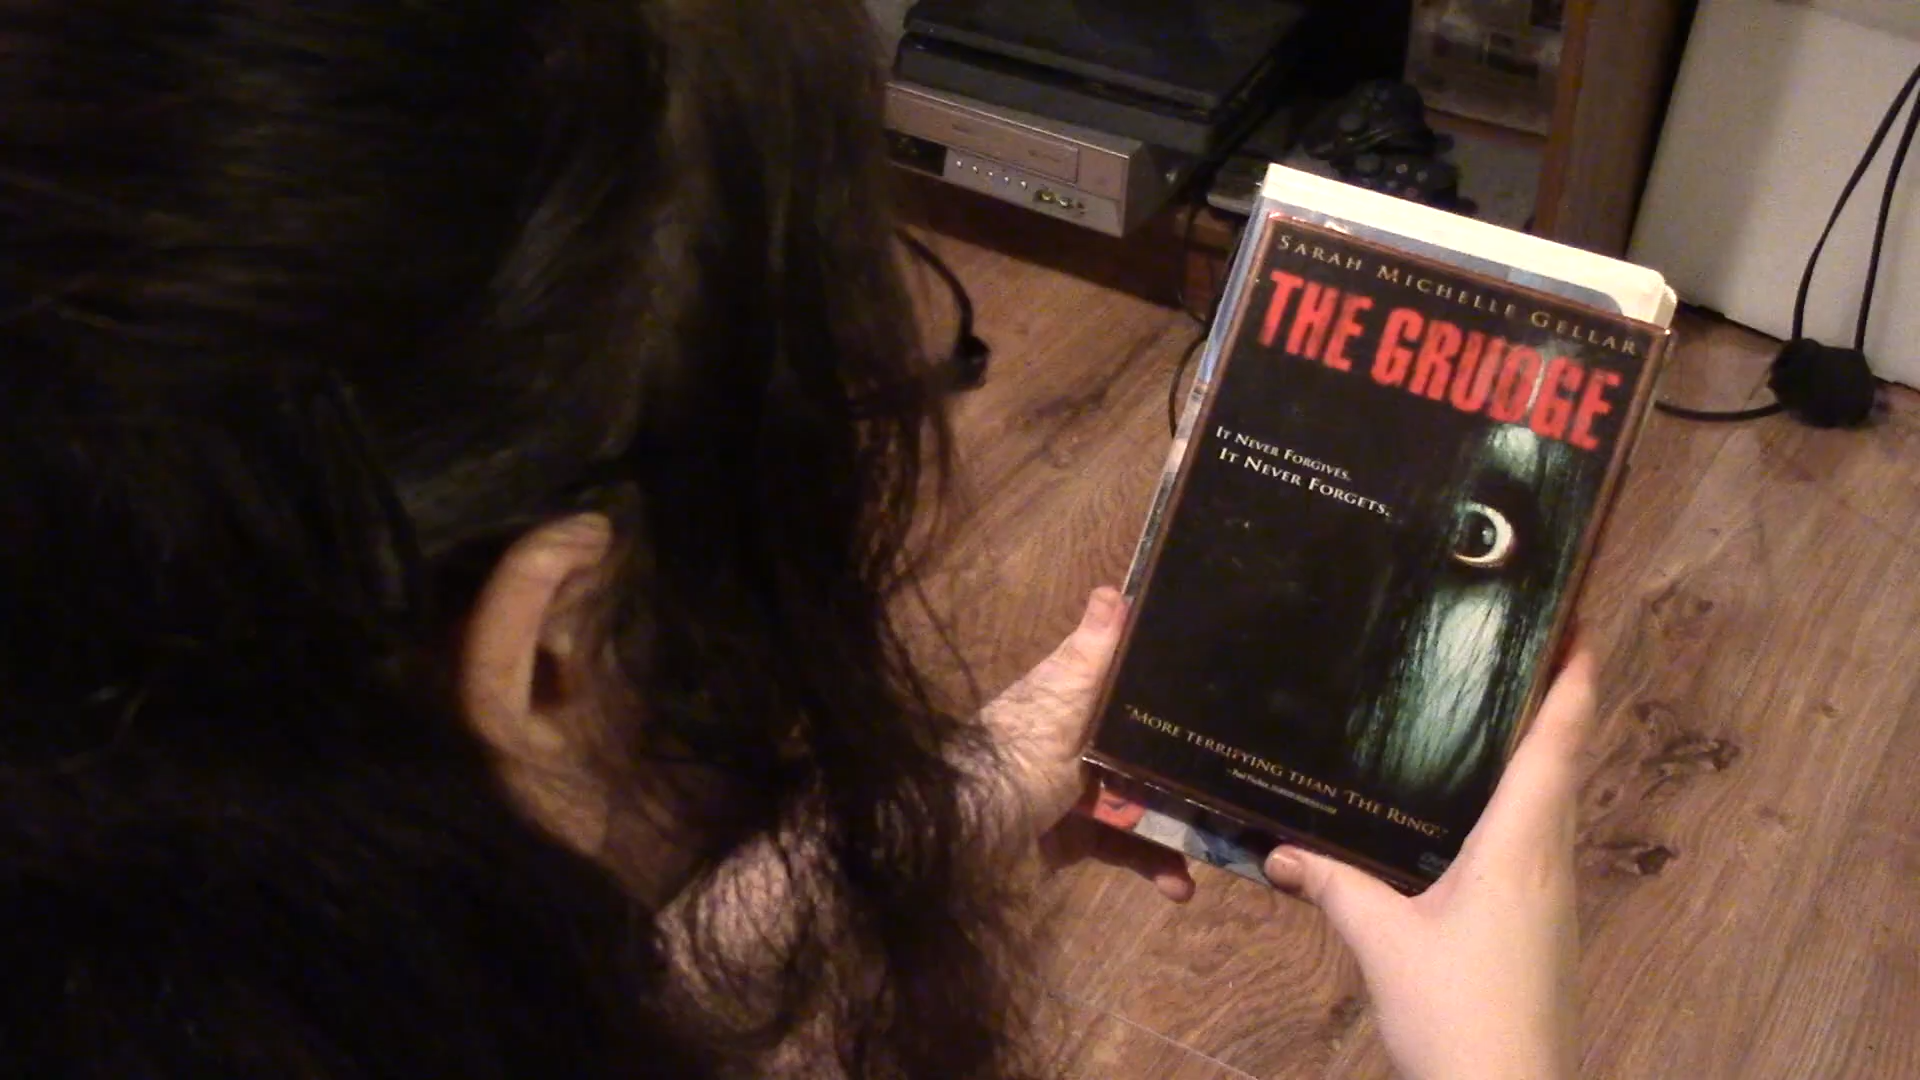 SARAH MICHELLE GELLAR
THE GRUDGE
IT NEVER FORGIVES.
IT NEVER FORGETS.
"MORE TERRIFYING THAN 'THE RING'."